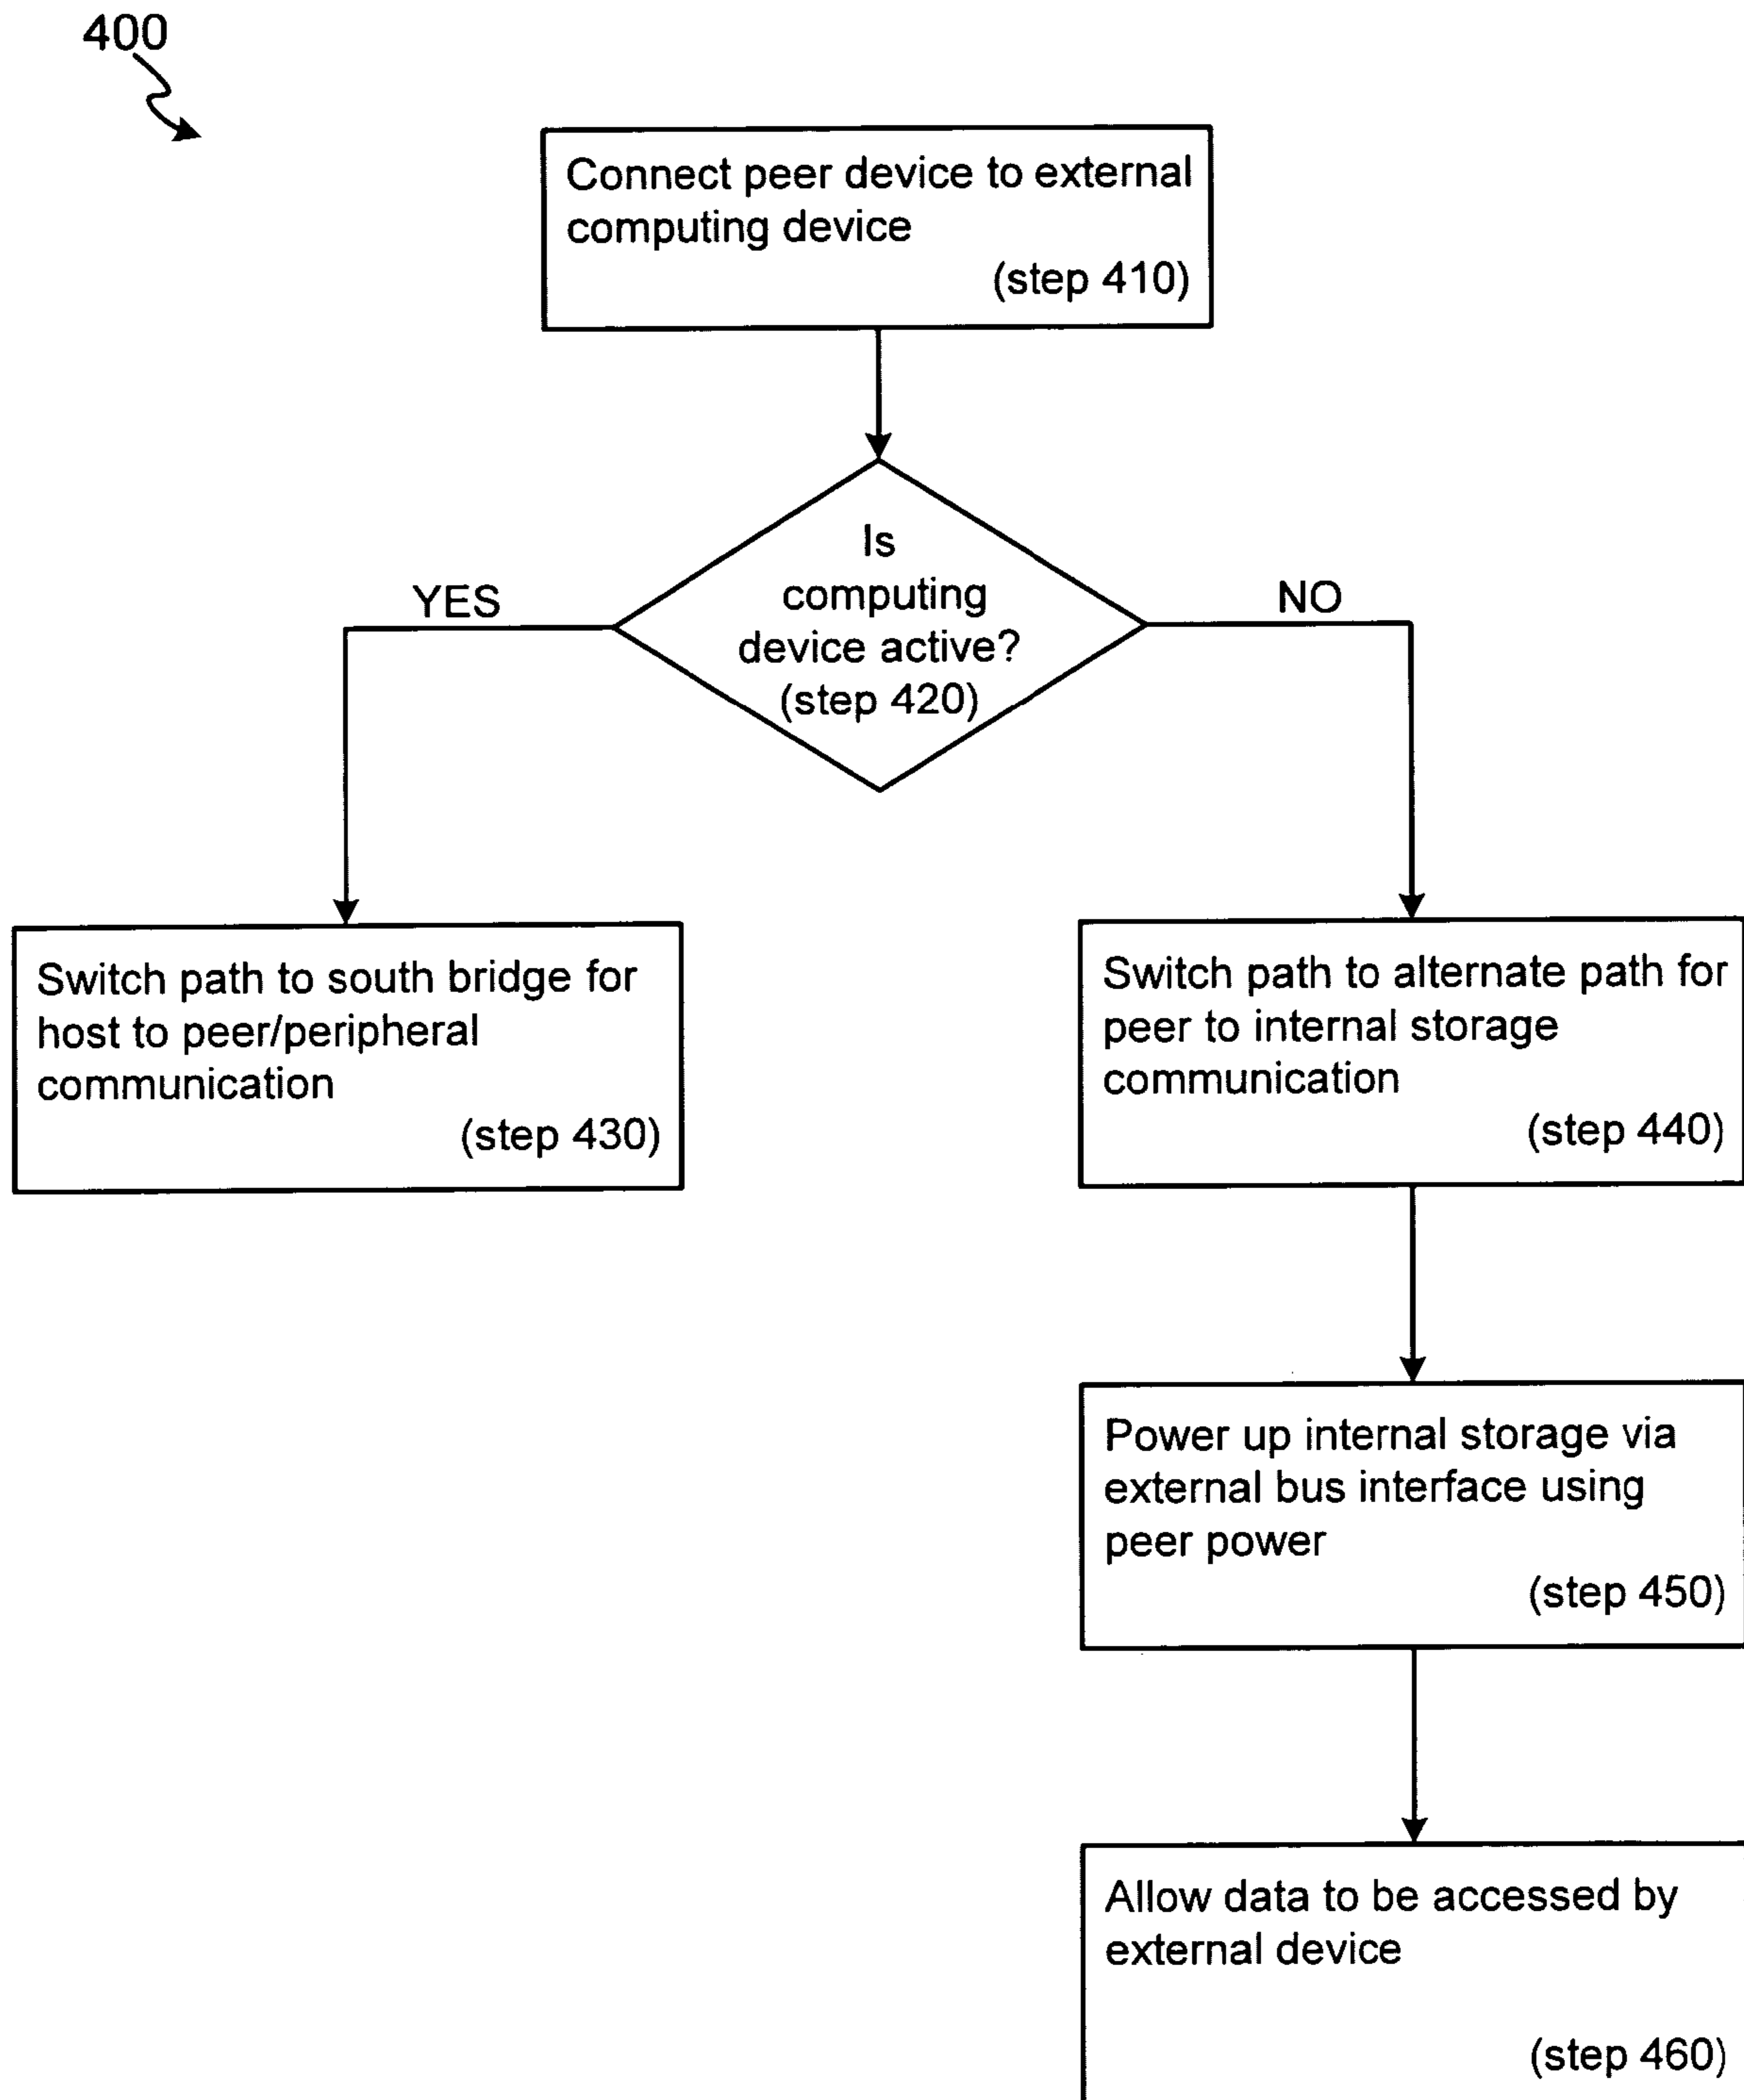 400
Connect peer device to external
computing device
(step 410)
Is
computing
device active?
(step 420)
YES
NO
Switch path to south bridge for
host to peer/peripheral
communication
(step 430)
Switch path to alternate path for
peer to internal storage
communication
(step 440)
Power up internal storage via
external bus interface using
peer power
(step 450)
Allow data to be accessed by
external device
(step 460)